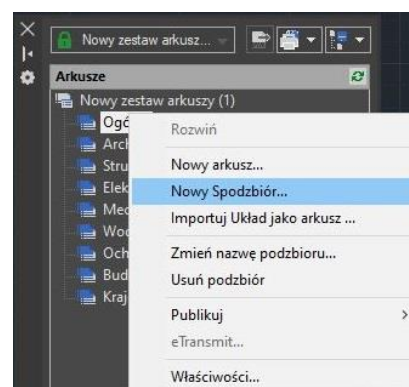 Nowy zestaw arkusz...
Arkusze
Nowy zestaw arkuszy (1)
Ogó
Arch
Stru
Elek
Mec
Woc
Och
Bud
Kraj
Rozwiń
Nowy arkusz...
Nowy Spodzbiór...
Importuj Układ jako arkusz ...
Zmień nazwę podzbioru...
Usuń podzbiór
Publikuj
eTransmit...
Właściwości...